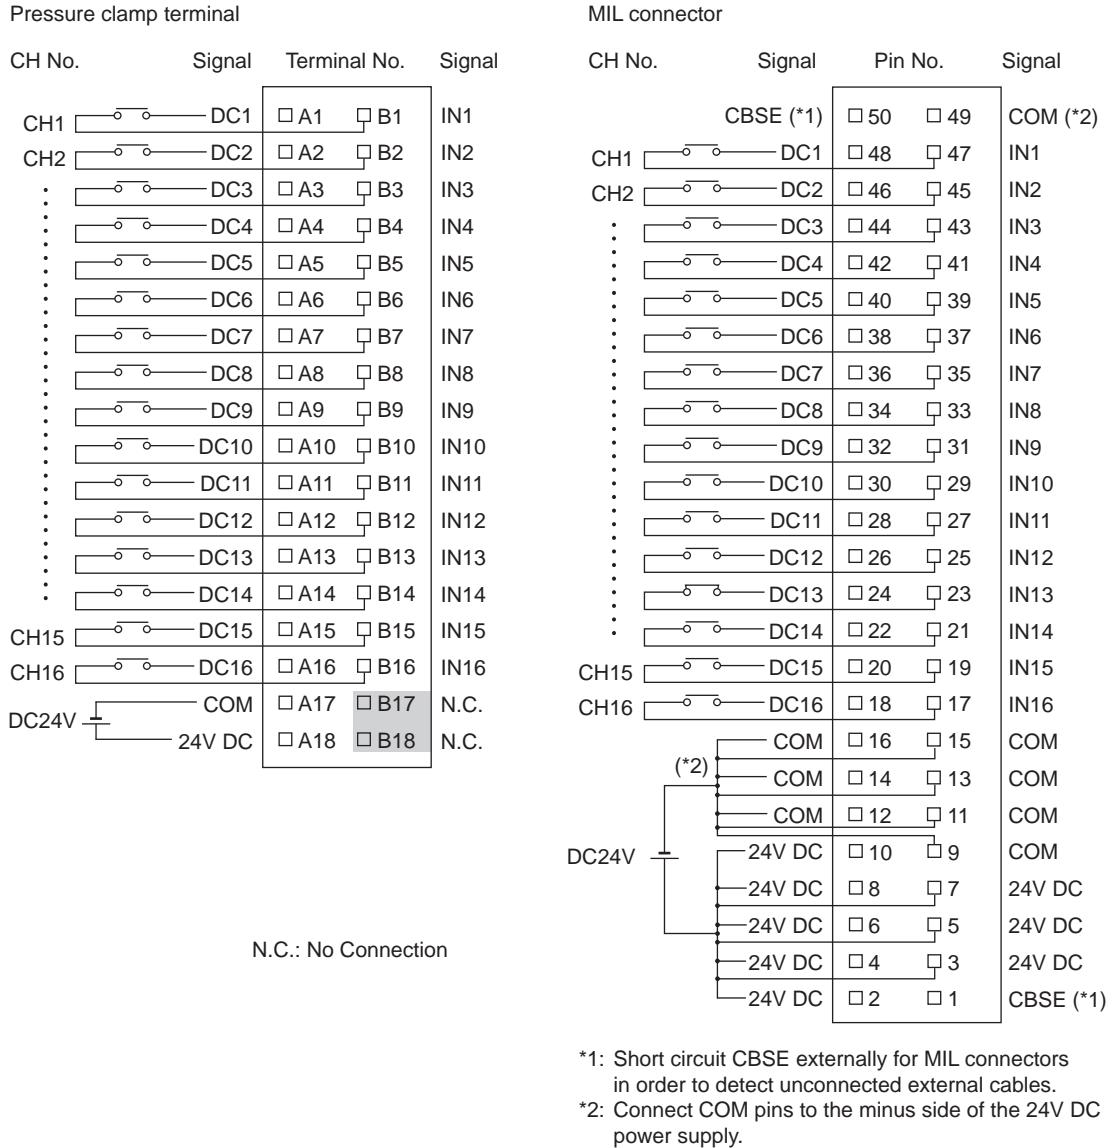 Pressure clamp terminal
CH No. Signal Terminal No. Signal
CH1 DC1 A1 B1 IN1
CH2 DC2 A2 B2 IN2
DC3 A3 B3 IN3
DC4 A4 B4 IN4
DC5 A5 B5 IN5
DC6 A6 B6 IN6
DC7 A7 B7 IN7
DC8 A8 B8 IN8
DC9 A9 B9 IN9
DC10 A10 B10 IN10
DC11 A11 B11 IN11
DC12 A12 B12 IN12
DC13 A13 B13 IN13
DC14 A14 B14 IN14
CH15 DC15 A15 B15 IN15
CH16 DC16 A16 B16 IN16
COM A17 B17 N.C.
DC24V
24V DC A18 B18 N.C.
N.C.: No Connection
MIL connector
CH No. Signal Pin No. Signal
CBSE (*1) 50 49 COM (*2)
CH1 DC1 48 47 IN1
CH2 DC2 46 45 IN2
DC3 44 43 IN3
DC4 42 41 IN4
DC5 40 39 IN5
DC6 38 37 IN6
DC7 36 35 IN7
DC8 34 33 IN8
DC9 32 31 IN9
DC10 30 29 IN10
DC11 28 27 IN11
DC12 26 25 IN12
DC13 24 23 IN13
DC14 22 21 IN14
CH15 DC15 20 19 IN15
CH16 DC16 18 17 IN16
COM 16 15 COM
(*2)
COM 14 13 COM
COM 12 11 COM
DC24V 24V DC 10 9 COM
24V DC 8 7 24V DC
24V DC 6 5 24V DC
24V DC 4 3 24V DC
24V DC 2 1 CBSE (*1)
*1: Short circuit CBSE externally for MIL connectors
in order to detect unconnected external cables.
*2: Connect COM pins to the minus side of the 24V DC
power supply.